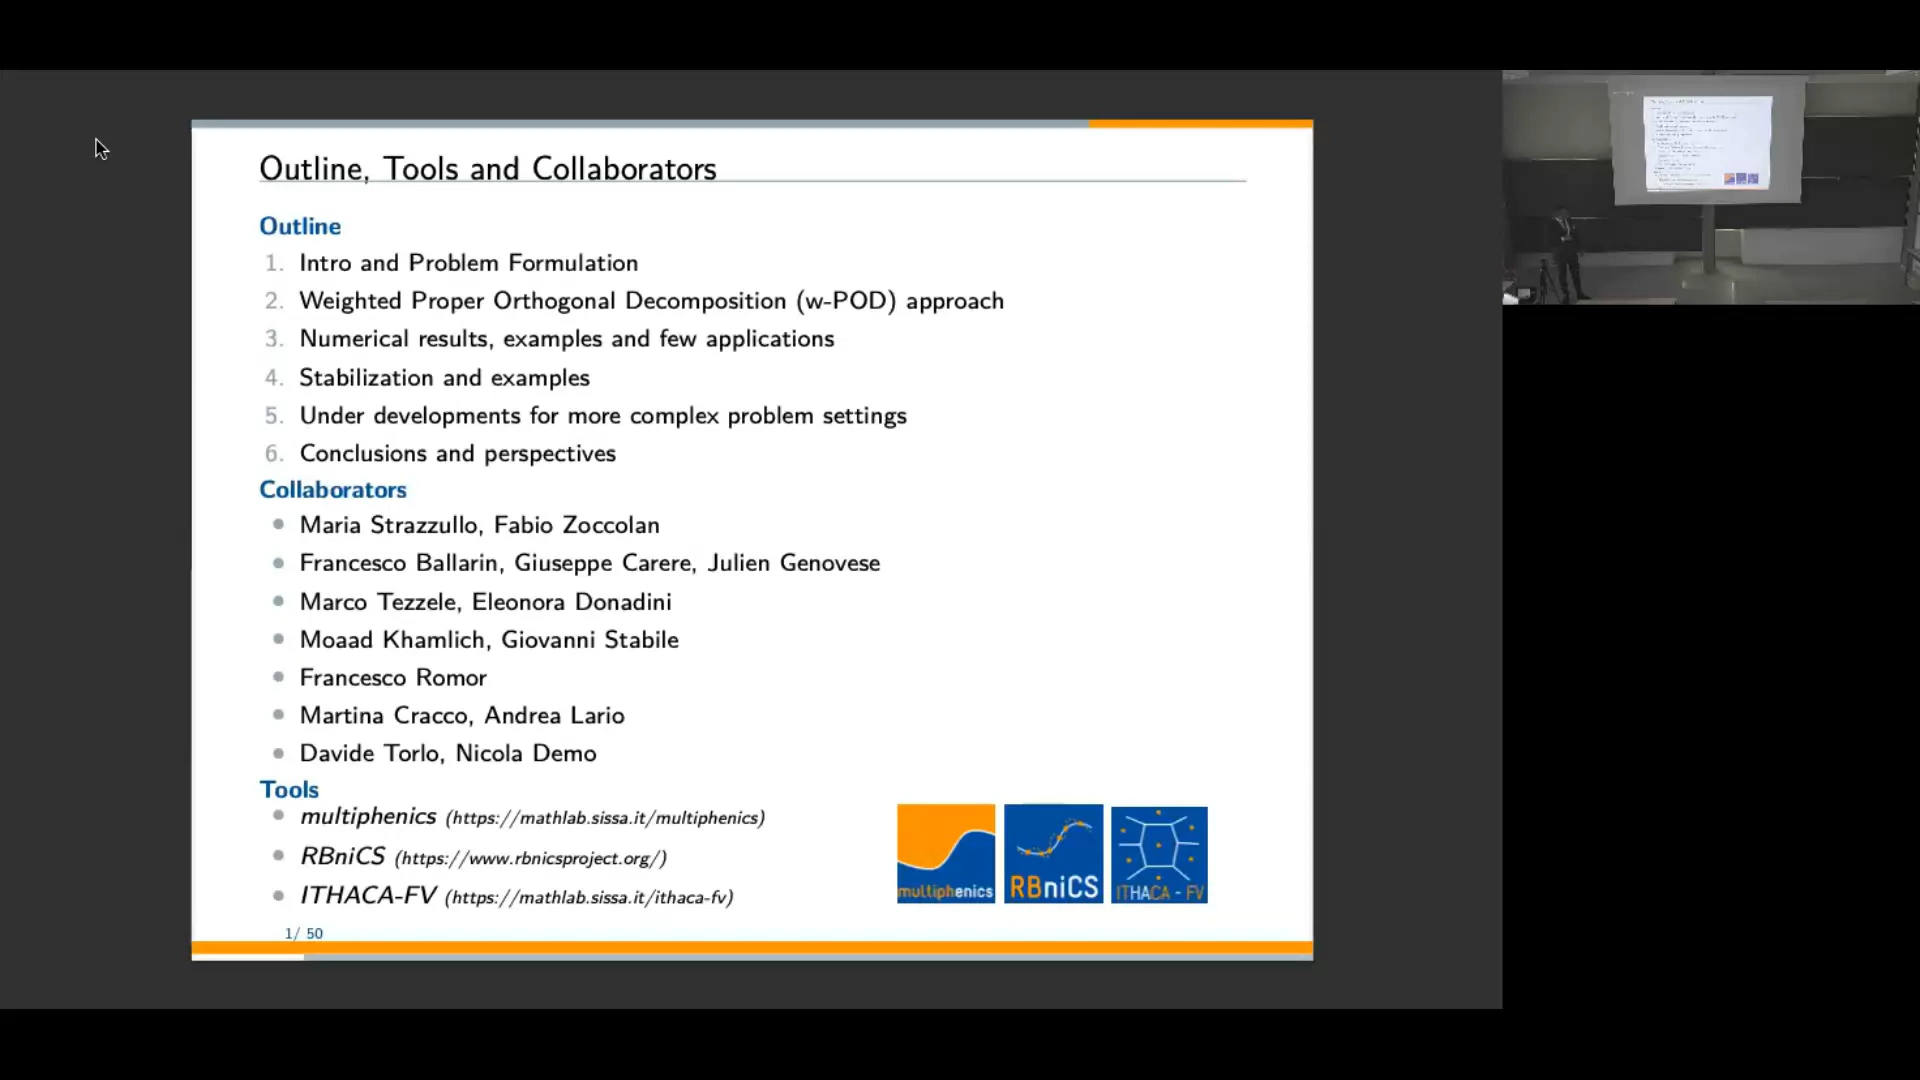 Outline, Tools and Collaborators
Outline
1. Intro and Problem Formulation
2. Weighted Proper Orthogonal Decomposition (w-POD) approach
3. Numerical results, examples and few applications
4. Stabilization and examples
5. Under developments for more complex problem settings
6. Conclusions and perspectives
Collaborators
Maria Strazzullo, Fabio Zoccolan
Francesco Ballarin, Giuseppe Carere, Julien Genovese
Marco Tezzele, Eleonora Donadini
Moaad Khamlich, Giovanni Stabile
Francesco Romor
Martina Cracco, Andrea Lario
Davide Torlo, Nicola Demo
Tools
multiphenics (https://mathlab.sissa.it/multiphenics)
RBniCS (https://www.rbnicsproject.org/)
ITHACA-FV (https://mathlab.sissa.it/ithaca-fv)
multiphenics RBniCS ITHACA - FV
1/ 50